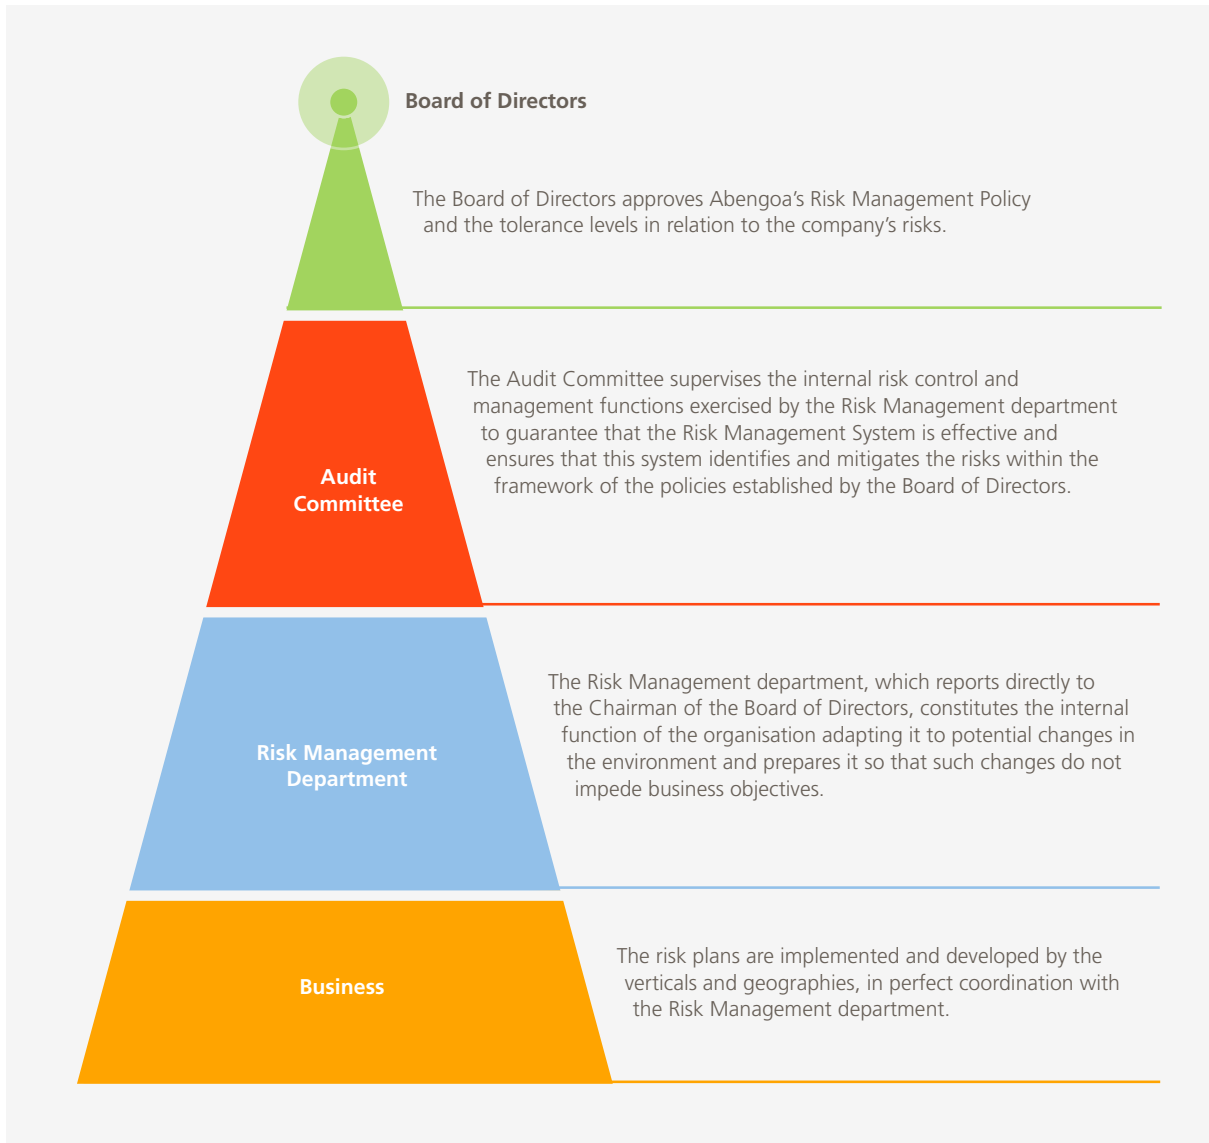 Board of Directors
The Board of Directors approves Abengoa’s Risk Management Policy
and the tolerance levels in relation to the company’s risks.
The Audit Committee supervises the internal risk control and
management functions exercised by the Risk Management department
to guarantee that the Risk Management System is effective and
ensures that this system identifies and mitigates the risks within the
framework of the policies established by the Board of Directors.
Audit
Committee
The Risk Management department, which reports directly to
the Chairman of the Board of Directors, constitutes the internal
function of the organisation adapting it to potential changes in
the environment and prepares it so that such changes do not
impede business objectives.
Risk Management
Department
The risk plans are implemented and developed by the
verticals and geographies, in perfect coordination with
the Risk Management department.
Business